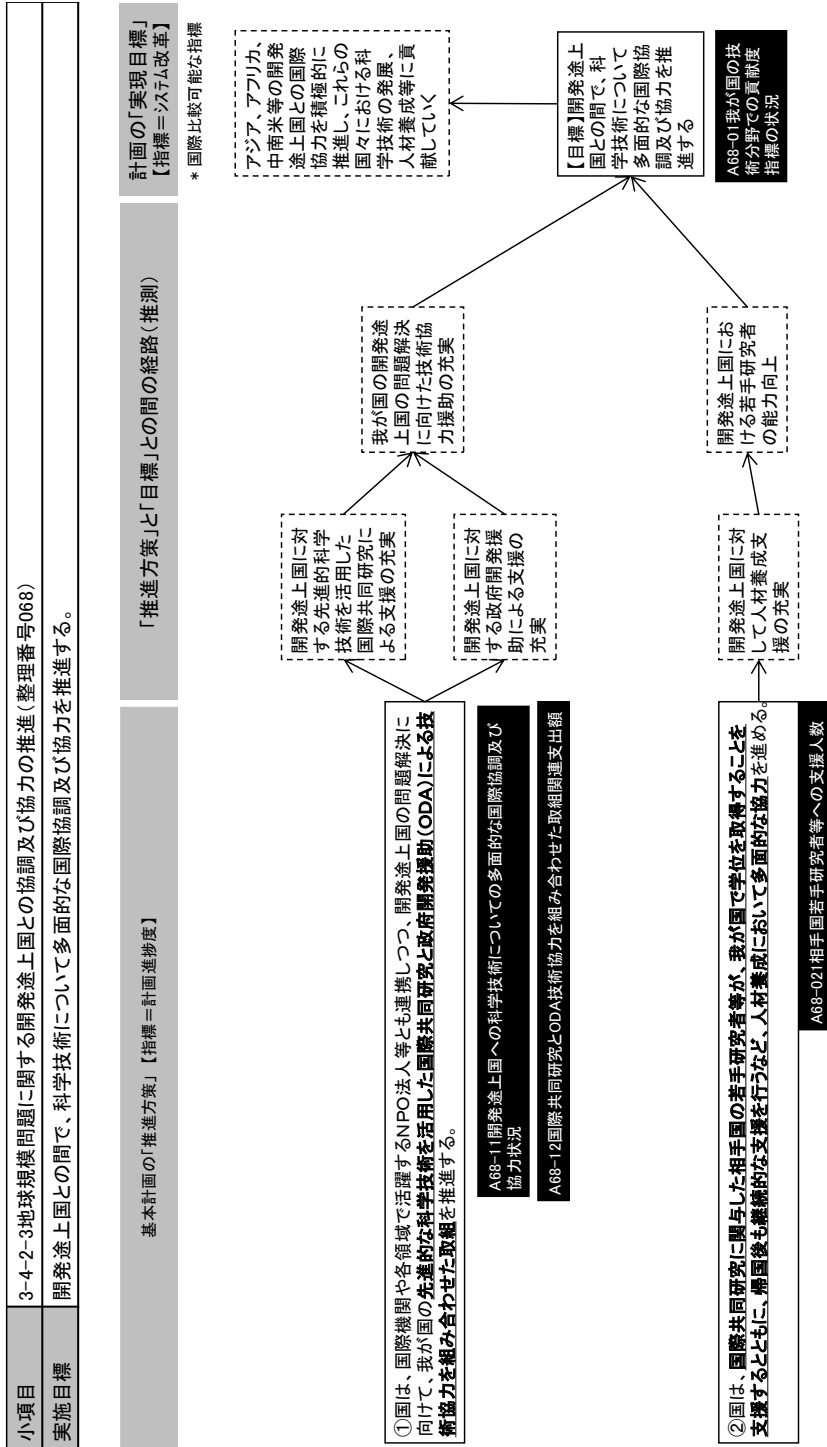 小項目 3-4-2-3地球規模問題に関する開発途上国との協調及び協力の推進（整理番号068）
実施目標 開発途上国との間で、科学技術について多面的な国際協調及び協力を推進する。
基本計画の「推進方策」【指標＝計画進捗度】
「推進方策」と「目標」との間の経路（推測）
計画の「実現目標」
【指標＝システム改革】
＊国際比較可能な指標
①国は、国際機関や各領域で活躍するNPO法人等とも連携しつつ、開発途上国の問題解決に
向けて、我が国の先進的な科学技術を活用した国際共同研究と政府開発援助(ODA)による技
術協力を組み合わせた取組を推進する。
A68-11開発途上国への科学技術についての多面的な国際協調及び
協力状況
A68-12国際共同研究とODA技術協力を組み合わせた取組関連支出額
②国は、国際共同研究に関与した相手国の若手研究者等が、我が国で学位を取得することを
支援するとともに、帰国後も継続的な支援を行うなど、人材養成において多面的な協力を進める。
A68-021相手国若手研究者等への支援人数
開発途上国に対
する先進的科学
技術を活用した
国際共同研究に
よる支援の充実
開発途上国に対
する政府開発援
助による支援の
充実
開発途上国に対
して人材養成支
援の充実
我が国の開発途
上国の問題解決
に向けた技術協
力援助の充実
開発途上国にお
ける若手研究者
の能力向上
アジア、アフリカ、
中南米等の開発
途上国との国際
協力を積極的に
推進し、これらの
国々における科
学技術の発展、
人材養成等に貢
献していく
【目標】開発途上
国との間で、科
学技術について
多面的な国際協
調及び協力を推
進する
A68-01我が国の技
術分野での貢献度
指標の状況